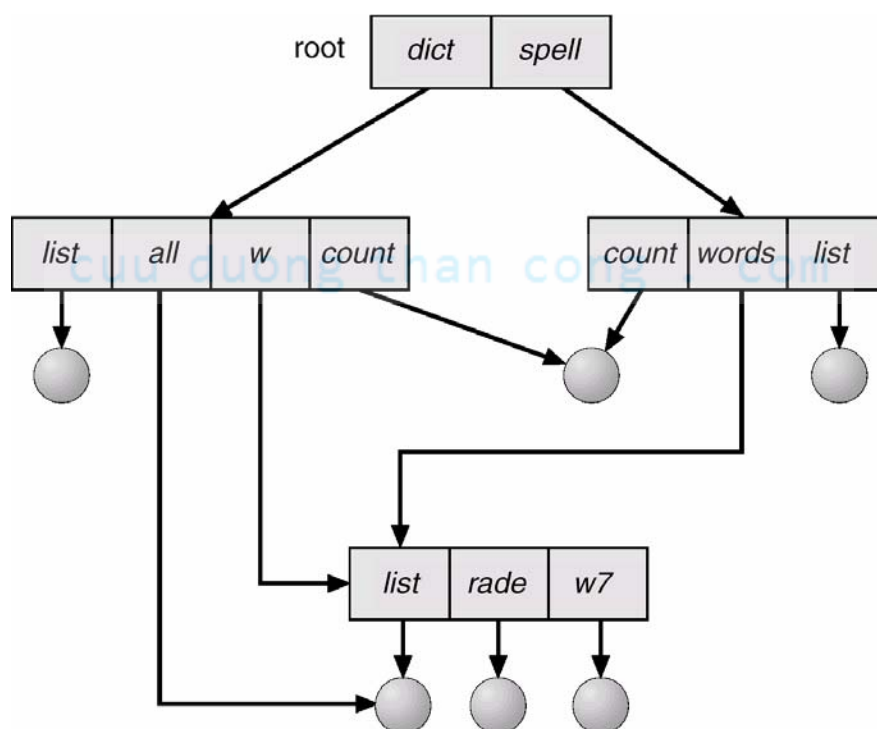 root dict spell
list all w count count words list
cuu duong than cong . com
list rade w7